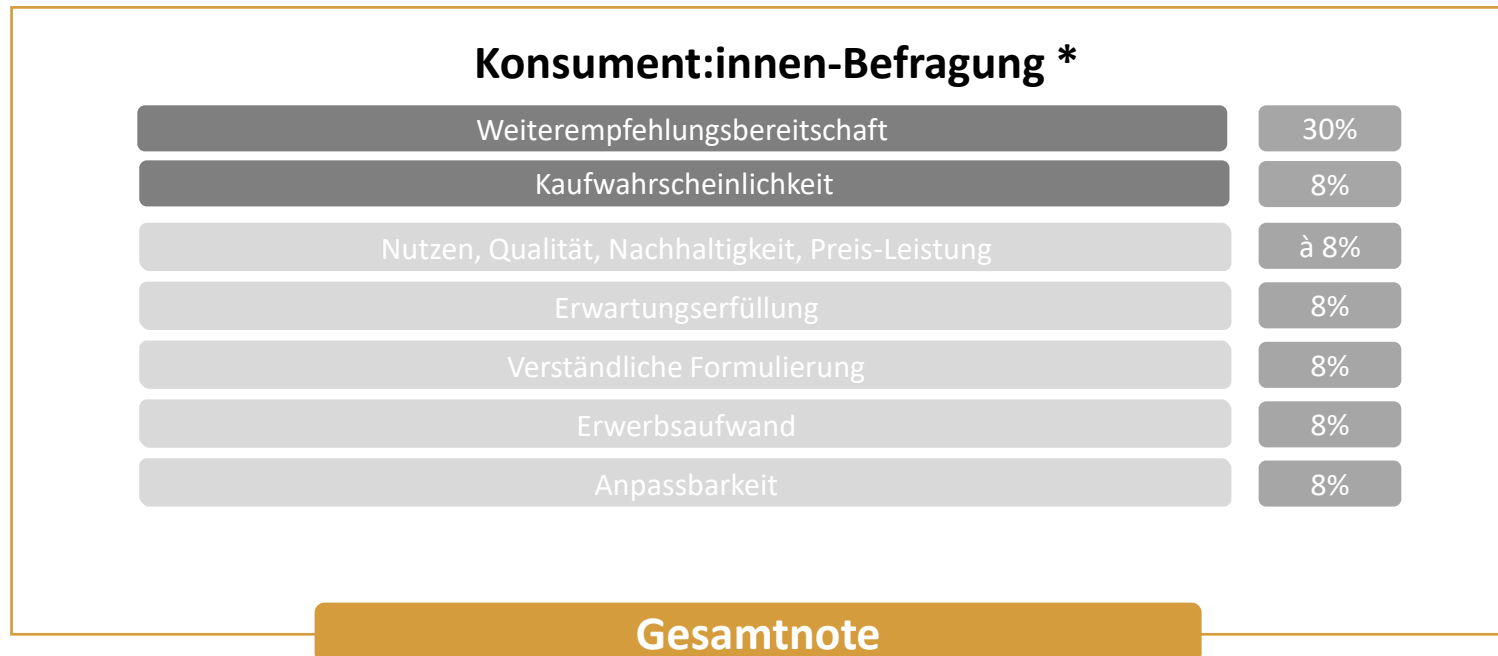 Konsument:innen-Befragung *
Weiterempfehlungsbereitschaft 30%
Kaufwahrscheinlichkeit 8%
Nutzen, Qualität, Nachhaltigkeit, Preis-Leistung à 8%
Erwartungserfüllung 8%
Verständliche Formulierung 8%
Erwerbsaufwand 8%
Anpassbarkeit 8%
Gesamtnote